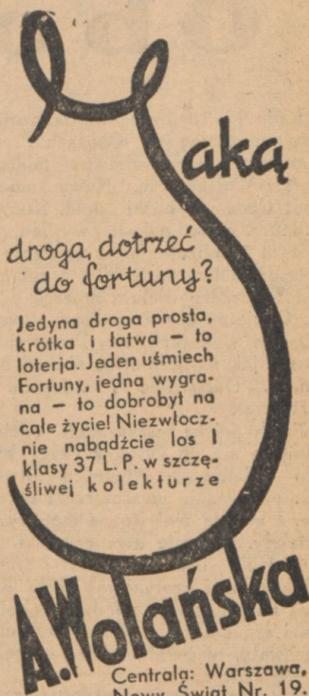 Jaką
drogą, dotrzeć
do fortuny?
Jedyna droga prosta,
krótka i łatwa – to
loterja. Jeden uśmiech
Fortuny, jedna wygra-
na – to dobrobyt na
całe życie! Niezwłocz-
nie nabądźcie los I
klasy 37 L. P. w szczę-
śliwej kolekturze
A. Wolańska
Centrala: Warszawa,
Nowy Świat Nr. 19.